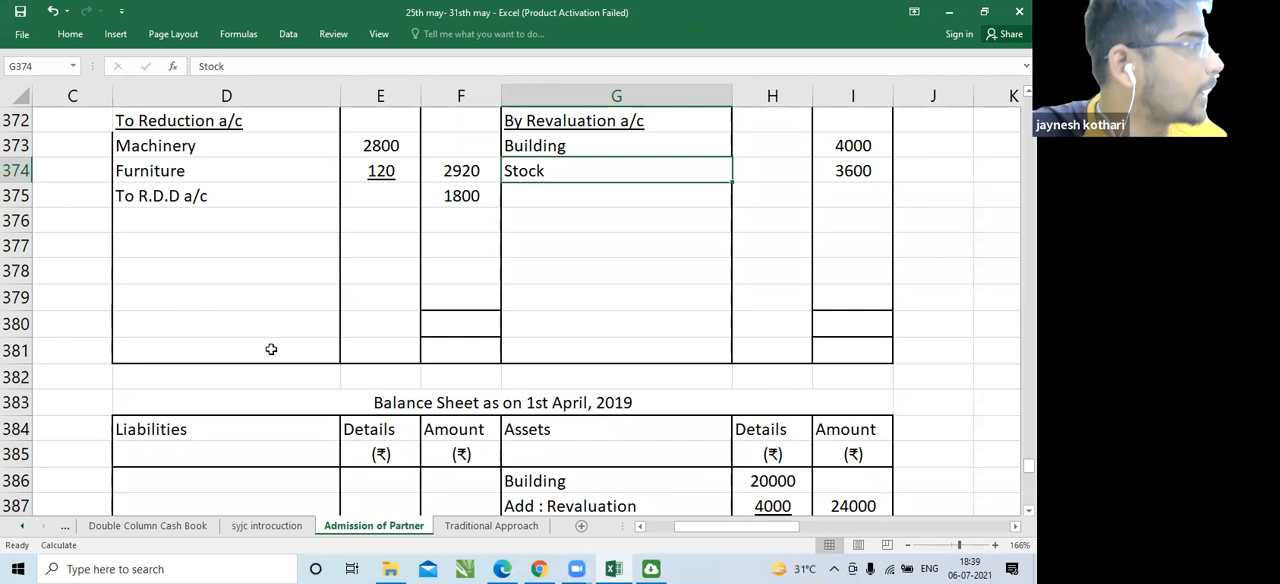 25th may- 31sst may - Excel (Product Activation Failed)
File Home Insert Page Layout Formulas Data Review View Tell me what you want to do... Sign in Share
G374 fx Stock
C D E F G H I J K
372 To Reduction a/c By Revaluation a/c
373 Machinery 2800 Building 4000
374 Furniture 120 2920 Stock 3600
375 To R.D.D a/c 1800
376
377
378
379
380
381
382
383 Balance Sheet as on 1st April, 2019
384 Liabilities Details Amount Assets Details Amount
385 (₹) (₹) (₹) (₹)
386 Building 20000
387 Add : Revaluation 4000 24000
... Double Column Cash Book syjc introcuction Admission of Partner Traditional Approach
Ready Calculate 166%
Type here to search 31°C ENG 18:39
06-07-2021
jaynesh kothari